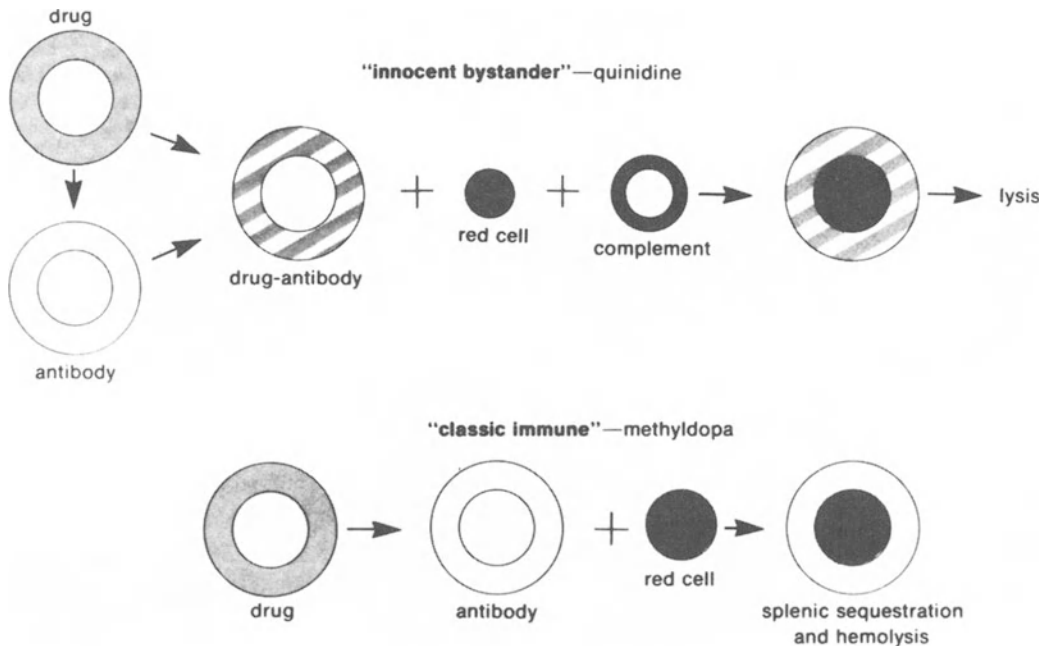 drug
"innocent bystander"—quinidine
red cell
complement
lysis
drug-antibody
antibody
"classic immune"—methyldopa
red cell
drug
antibody
splenic sequestration
and hemolysis